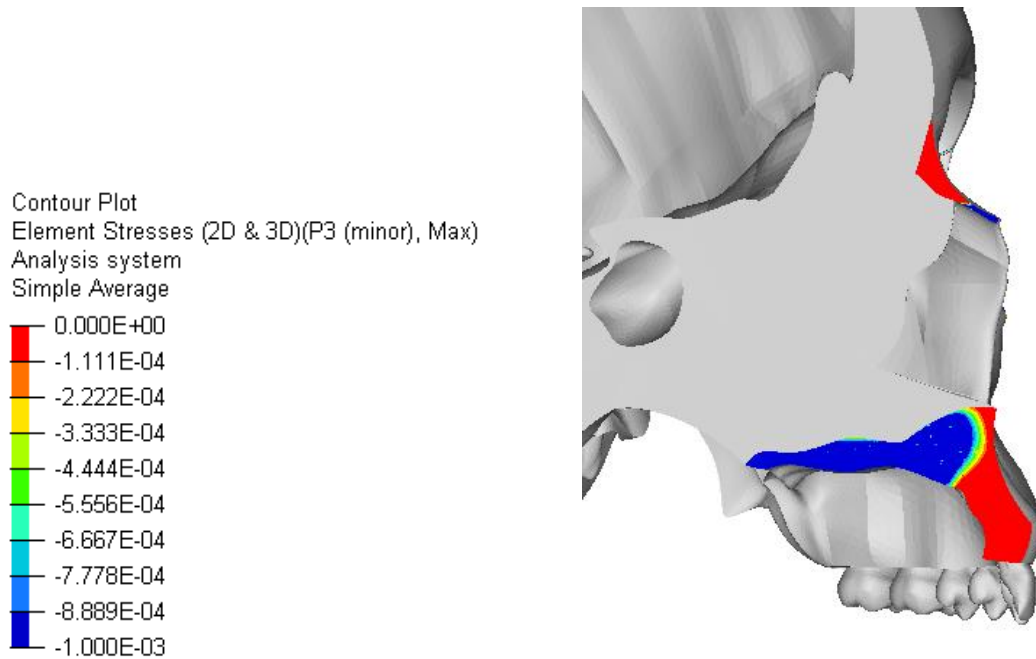 Contour Plot
Element Stresses (2D & 3D)(P3 (minor), Max)
Analysis system
Simple Average
0.000E+00
-1.111E-04
-2.222E-04
-3.333E-04
-4.444E-04
-5.556E-04
-6.667E-04
-7.778E-04
-8.889E-04
-1.000E-03